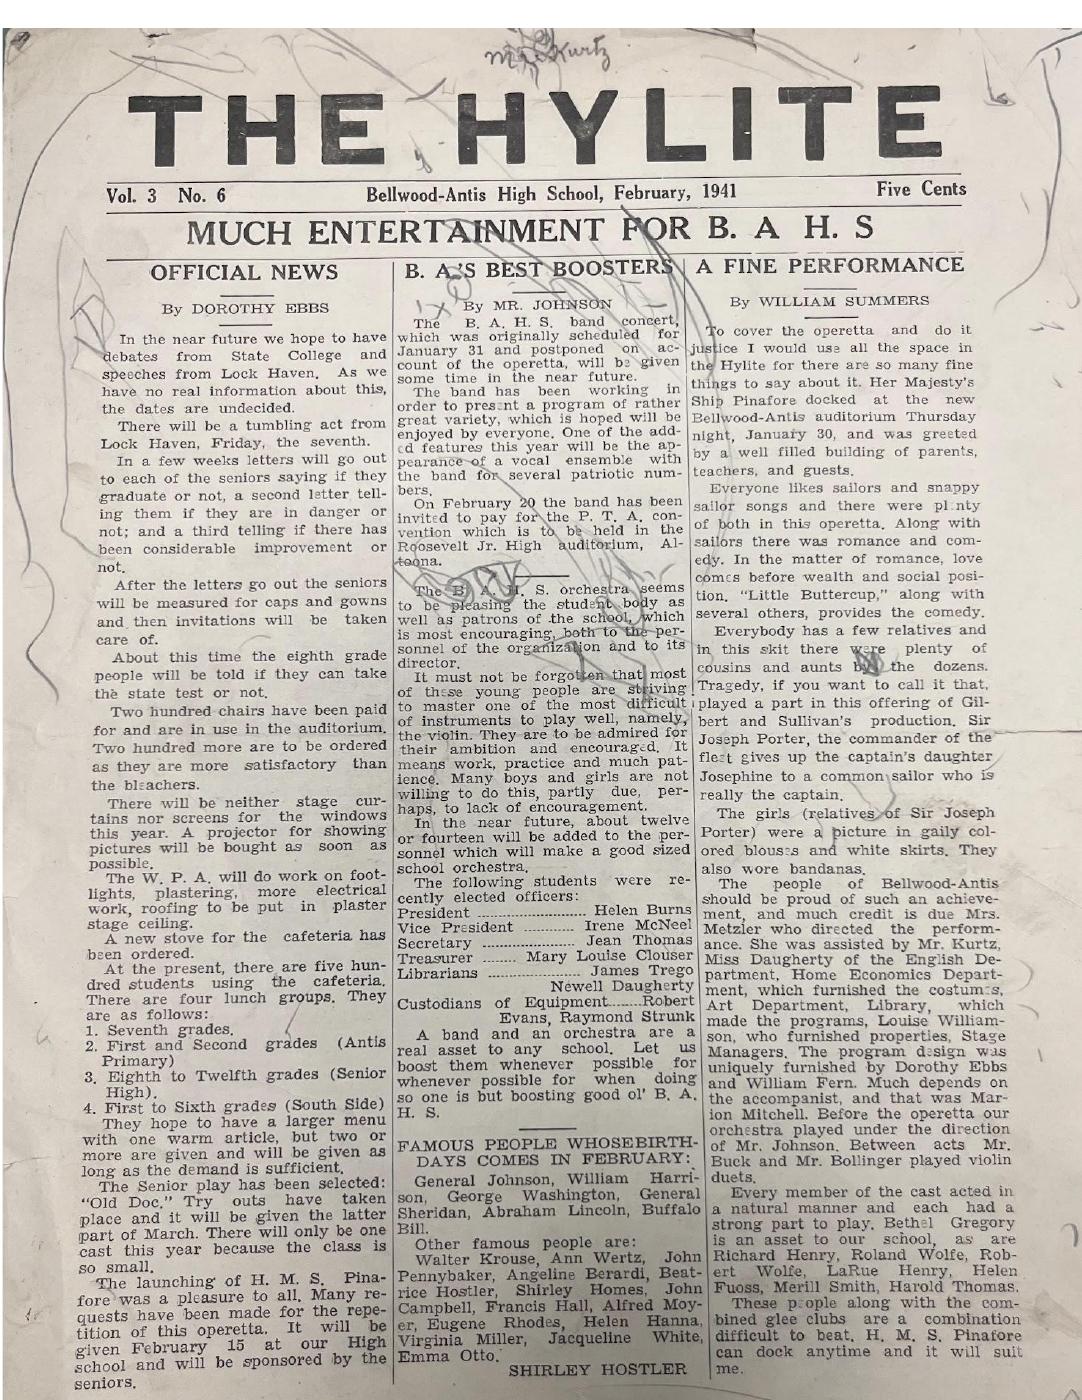 Mr. Kurtz
THE HYLITE
Vol. 3 No. 6 Bellwood-Antis High School, February, 1941 Five Cents
MUCH ENTERTAINMENT FOR B. A H. S
OFFICIAL NEWS
By DOROTHY EBBS
In the near future we hope to have
debates from State College and
speeches from Lock Haven. As we
have no real information about this,
the dates are undecided.
There will be a tumbling act from
Lock Haven, Friday, the seventh.
In a few weeks letters will go out
to each of the seniors saying if they
graduate or not, a second letter tell-
ing them if they are in danger or
not; and a third telling if there has
been considerable improvement or
not.
After the letters go out the seniors
will be measured for caps and gowns
and then invitations will be taken
care of.
About this time the eighth grade
people will be told if they can take
the state test or not.
Two hundred chairs have been paid
for and are in use in the auditorium.
Two hundred more are to be ordered
as they are more satisfactory than
the bleachers.
There will be neither stage cur-
tains nor screens for the windows
this year. A projector for showing
pictures will be bought as soon as
possible.
The W. P. A. will do work on foot-
lights, plastering, more electrical
work, roofing to be put in plaster
stage ceiling.
A new stove for the cafeteria has
been ordered.
At the present, there are five hun-
dred students using the cafeteria.
There are four lunch groups. They
are as follows:
1. Seventh grades.
2. First and Second grades (Antis
Primary)
3. Eighth to Twelfth grades (Senior
High).
4. First to Sixth grades (South Side)
They hope to have a larger menu
with one warm article, but two or
more are given and will be given as
long as the demand is sufficient.
The Senior play has been selected:
"Old Doc." Try outs have taken
place and it will be given the latter
part of March. There will only be one
cast this year because the class is
so small.
The launching of H. M. S. Pina-
fore was a pleasure to all. Many re-
quests have been made for the repe-
tition of this operetta. It will be
given February 15 at our High
school and will be sponsored by the
seniors.
B. A.'S BEST BOOSTERS
By MR. JOHNSON
The B. A. H. S. band concert,
which was originally scheduled for
January 31 and postponed on ac-
count of the operetta, will be given
some time in the near future.
The band has been working in
order to present a program of rather
great variety, which is hoped will be
enjoyed by everyone. One of the add-
ed features this year will be the ap-
pearance of a vocal ensemble with
the band for several patriotic num-
bers.
On February 20 the band has been
invited to pay for the P. T. A. con-
vention which is to be held in the
Roosevelt Jr. High auditorium, Al-
toona.
The B. A. H. S. orchestra seems
to be pleasing the student body as
well as patrons of the school, which
is most encouraging, both to the per-
sonnel of the organization and to its
director.
It must not be forgotten that most
of these young people are striving
to master one of the most difficult
of instruments to play well, namely,
the violin. They are to be admired for
their ambition and encouraged. It
means work, practice and much pat-
ience. Many boys and girls are not
willing to do this, partly due, per-
haps, to lack of encouragement.
In the near future, about twelve
or fourteen will be added to the per-
sonnel which will make a good sized
school orchestra.
The following students were re-
cently elected officers:
President ............................ Helen Burns
Vice President ............ Irene McNeel
Secretary ........................ Jean Thomas
Treasurer ........ Mary Louise Clouser
Librarians ........................ James Trego
Newell Daugherty
Custodians of Equipment........Robert
Evans, Raymond Strunk
A band and an orchestra are a
real asset to any school. Let us
boost them whenever possible for
whenever possible for when doing
so one is but boosting good ol' B. A.
H. S.
FAMOUS PEOPLE WHOSEBIRTH-
DAYS COMES IN FEBRUARY:
General Johnson, William Harri-
son, George Washington, General
Sheridan, Abraham Lincoln, Buffalo
Bill.
Other famous people are:
Walter Krouse, Ann Wertz, John
Pennybaker, Angeline Berardi, Beat-
rice Hostler, Shirley Homes, John
Campbell, Francis Hall, Alfred Moy-
er, Eugene Rhodes, Helen Hanna,
Virginia Miller, Jacqueline White,
Emma Otto.
SHIRLEY HOSTLER
A FINE PERFORMANCE
By WILLIAM SUMMERS
To cover the operetta and do it
justice I would use all the space in
the Hylite for there are so many fine
things to say about it. Her Majesty's
Ship Pinafore docked at the new
Bellwood-Antis auditorium Thursday
night, January 30, and was greeted
by a well filled building of parents,
teachers, and guests.
Everyone likes sailors and snappy
sailor songs and there were plenty
of both in this operetta. Along with
sailors there was romance and com-
edy. In the matter of romance, love
comes before wealth and social posi-
tion. "Little Buttercup," along with
several others, provides the comedy.
Everybody has a few relatives and
in this skit there were plenty of
cousins and aunts by the dozens.
Tragedy, if you want to call it that,
played a part in this offering of Gil-
bert and Sullivan's production. Sir
Joseph Porter, the commander of the
fleet gives up the captain's daughter
Josephine to a common sailor who is
really the captain.
The girls (relatives of Sir Joseph
Porter) were a picture in gaily col-
ored blouses and white skirts. They
also wore bandanas.
The people of Bellwood-Antis
should be proud of such an achieve-
ment, and much credit is due Mrs.
Metzler who directed the perform-
ance. She was assisted by Mr. Kurtz,
Miss Daugherty of the English De-
partment, Home Economics Depart-
ment, which furnished the costumes,
Art Department, Library, which
made the programs, Louise William-
son, who furnished properties, Stage
Managers. The program design was
uniquely furnished by Dorothy Ebbs
and William Fern. Much depends on
the accompanist, and that was Mar-
ion Mitchell. Before the operetta our
orchestra played under the direction
of Mr. Johnson. Between acts Mr.
Buck and Mr. Bollinger played violin
duets.
Every member of the cast acted in
a natural manner and each had a
strong part to play. Bethel Gregory
is an asset to our school, as are
Richard Henry, Roland Wolfe, Rob-
ert Wolfe, LaRue Henry, Helen
Fuoss, Merill Smith, Harold Thomas.
These people along with the com-
bined glee clubs are a combination
difficult to beat. H. M. S. Pinafore
can dock anytime and it will suit
me.